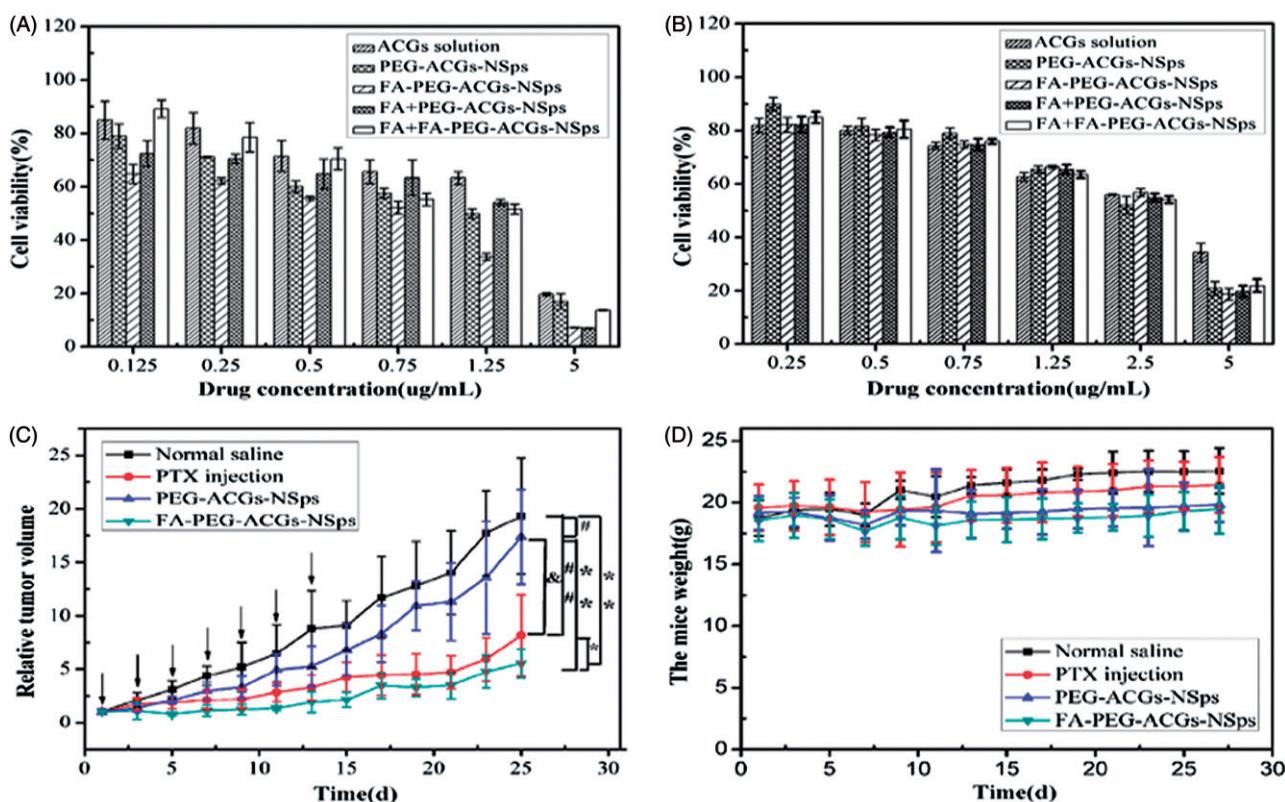 (A)
120
100
80
60
40
20
0
Cell viability(%)
ACGs solution
PEG-ACGs-NSps
FA-PEG-ACGs-NSps
FA+PEG-ACGs-NSps
FA+FA-PEG-ACGs-NSps
0.125 0.25 0.5 0.75 1.25 5
Drug concentration(ug/mL)
(B)
120
100
80
60
40
20
0
Cell viability(%)
ACGs solution
PEG-ACGs-NSps
FA-PEG-ACGs-NSps
FA+PEG-ACGs-NSps
FA+FA-PEG-ACGs-NSps
0.25 0.5 0.75 1.25 2.5 5
Drug concentration(ug/mL)
(C)
25
20
15
10
5
0
Relative tumor volume
Normal saline
PTX injection
PEG-ACGs-NSps
FA-PEG-ACGs-NSps
#
&
# #
* *
* *
*
0 5 10 15 20 25 30
Time(d)
(D)
25
20
15
10
5
0
The mice weight(g)
Normal saline
PTX injection
PEG-ACGs-NSps
FA-PEG-ACGs-NSps
0 5 10 15 20 25 30
Time(d)